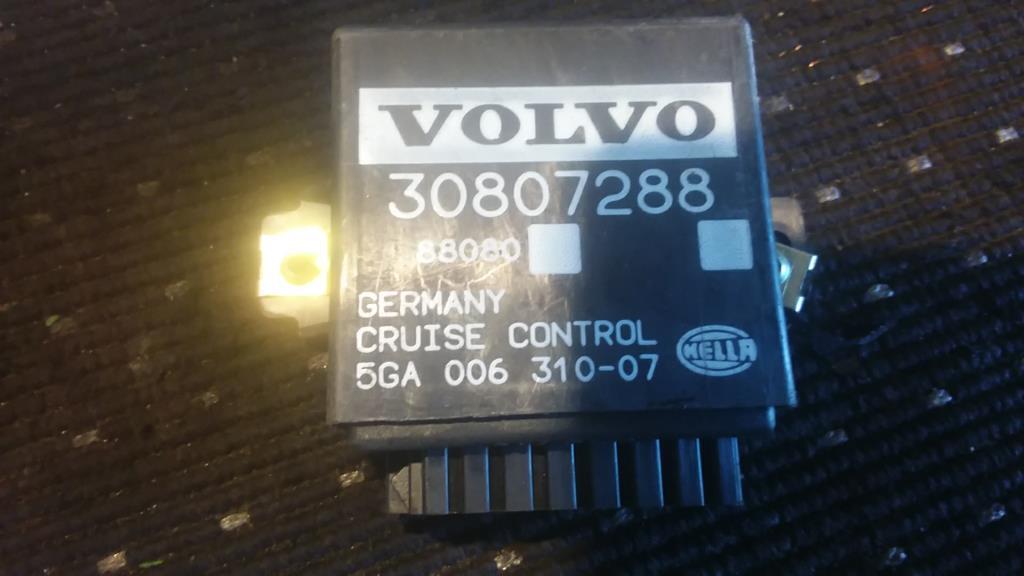 VOLVO
30807288
88080
GERMANY
CRUISE CONTROL
5GA 006 310-07
HELLA